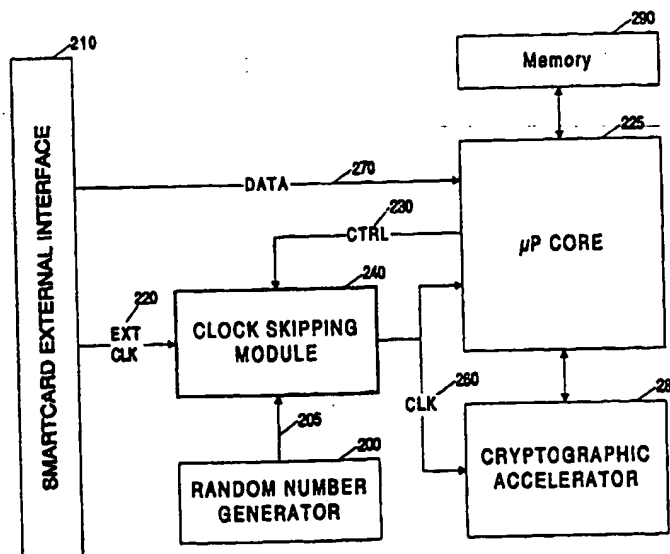 210
290
Memory
225
SMARTCARD EXTERNAL INTERFACE
DATA
270
230
CTRL
μP CORE
240
220
EXT
CLK
CLOCK SKIPPING
MODULE
260
CLK
205
200
28
RANDOM NUMBER
GENERATOR
CRYPTOGRAPHIC
ACCELERATOR